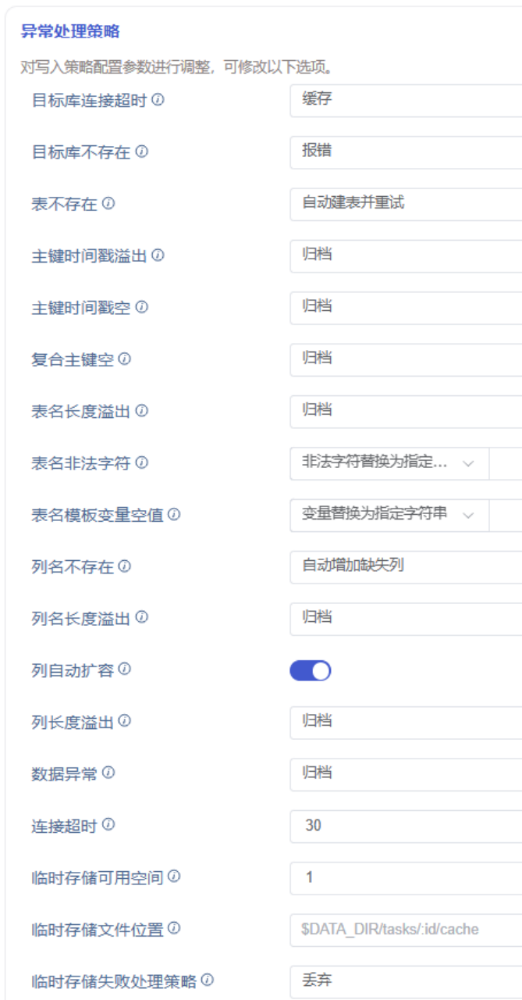 异常处理策略
对写入策略配置参数进行调整，可修改以下选项。
目标库连接超时 缓存
目标库不存在 报错
表不存在 自动建表并重试
主键时间戳溢出 归档
主键时间戳空 归档
复合主键空 归档
表名长度溢出 归档
表名非法字符 非法字符替换为指定...
表名模板变量空值 变量替换为指定字符串
列名不存在 自动增加缺失列
列名长度溢出 归档
列自动扩容
列长度溢出 归档
数据异常 归档
连接超时 30
临时存储可用空间 1
临时存储文件位置 $DATA_DIR/tasks/:id/cache
临时存储失败处理策略 丢弃